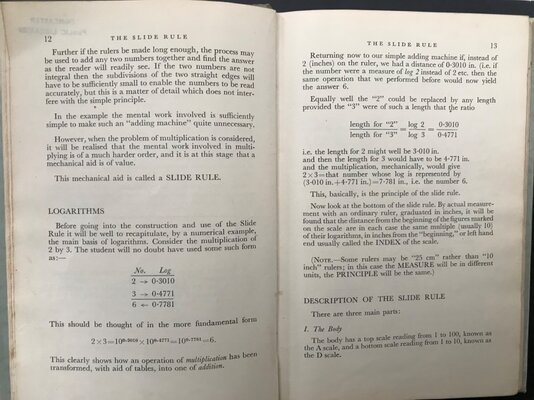 12 THE SLIDE RULE
Further if the rulers be made long enough, the process may
be used to add any two numbers together and find the answer
as the reader will readily see. If the two numbers are not
integral then the subdivisions of the two straight edges will
have to be sufficiently small to enable the numbers to be read
accurately, but this is a matter of detail which does not inter-
fere with the simple principle.
In the example the mental work involved is sufficiently
simple to make such an "adding machine" quite unnecessary.
However, when the problem of multiplication is considered,
it will be realised that the mental work involved in multi-
plying is of a much harder order, and it is at this stage that a
mechanical aid is of value.
This mechanical aid is called a SLIDE RULE.
LOGARITHMS
Before going into the construction and use of the Slide
Rule it will be well to recapitulate, by a numerical example,
the main basis of logarithms. Consider the multiplication of
2 by 3. The student will no doubt have used some such form
as:—
No. Log
2 → 0·3010
3 → 0·4771
6 ← 0·7781
This should be thought of in the more fundamental form
2×3=10^0·3010×10^0·4771=10^0·7781=6.
This clearly shows how an operation of multiplication has been
transformed, with aid of tables, into one of addition.
THE SLIDE RULE 13
Returning now to our simple adding machine if, instead of
2 (inches) on the ruler, we had a distance of 0·3010 in. (i.e. if
the number were a measure of log 2 instead of 2 etc. then the
same operation that we performed before would now yield
the answer 6.
Equally well the "2" could be replaced by any length
provided the "3" were of such a length that the ratio
length for "2" / length for "3" = log 2 / log 3 = 0·3010 / 0·4771
i.e. the length for 2 might well be 3·010 in.
and then the length for 3 would have to be 4·771 in.
and the multiplication, mechanically, would give
2×3=that number whose log is represented by
(3·010 in.+4·771 in.)=7·781 in., i.e. the number 6.
This, basically, is the principle of the slide rule.
Now look at the bottom of the slide rule. By actual measure-
ment with an ordinary ruler, graduated in inches, it will be
found that the distance from the beginning of the figures marked
on the scale are in each case the same multiple (usually 10)
of their logarithms, in inches from the "beginning," or left hand
end usually called the INDEX of the scale.
(NOTE.—Some rulers may be "25 cm" rather than "10
inch" rulers; in this case the MEASURE will be in different
units, the PRINCIPLE will be the same.)
DESCRIPTION OF THE SLIDE RULE
There are three main parts:
1. The Body
The body has a top scale reading from 1 to 100, known as
the A scale, and a bottom scale reading from 1 to 10, known as
the D scale.